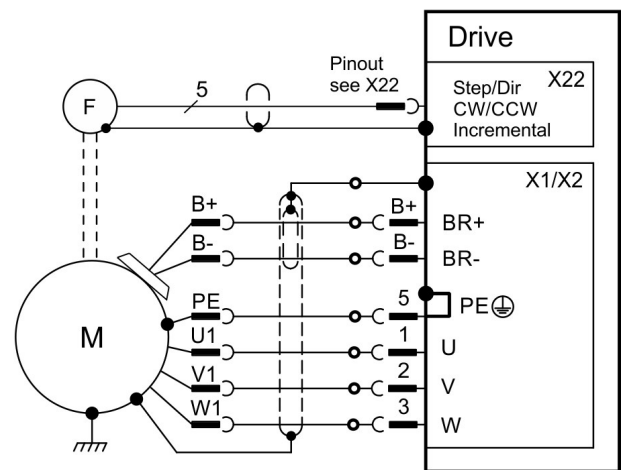 Drive
Pinout
see X22
X22
Step/Dir
CW/CCW
Incremental
F
5
X1/X2
B+
B+
BR+
B-
B-
BR-
PE
5
PE
M
U1
1
U
V1
2
V
W1
3
W